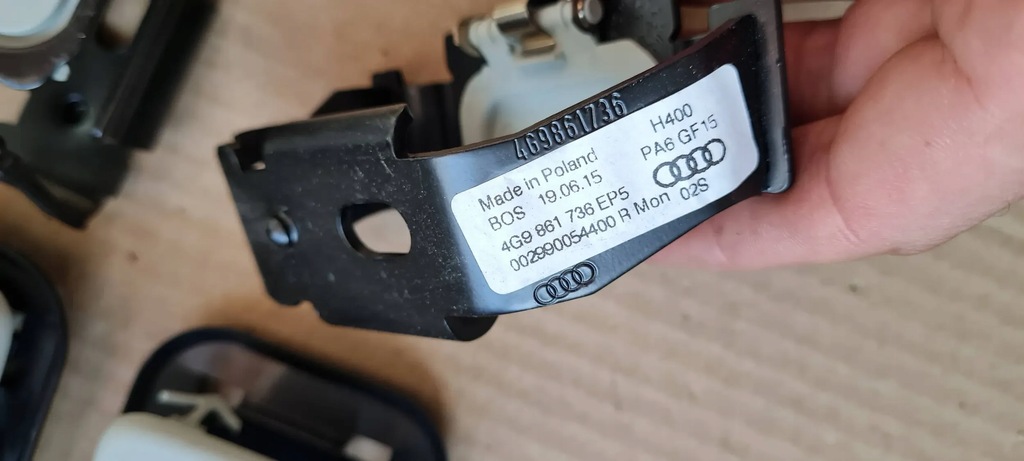 4G9861736
Made in Poland H400
BOS 19.06.15 PA6 GF15
4G9 861 736 EP5
002990054400 R Mon 02S